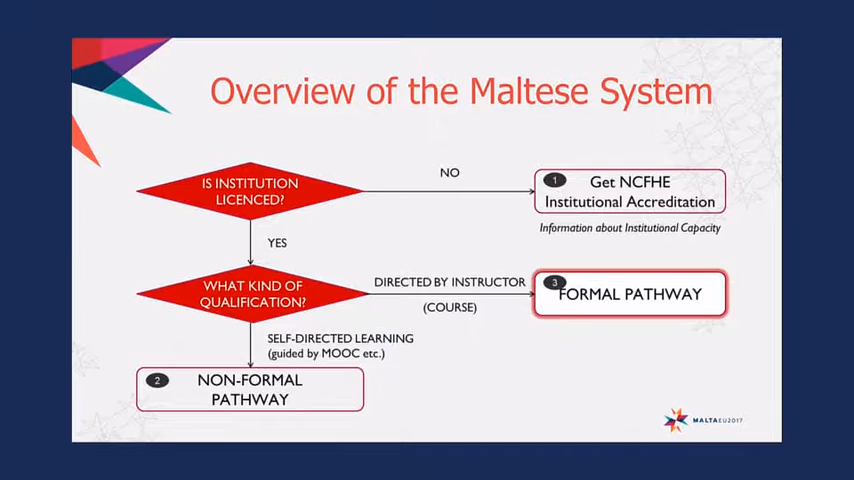 Overview of the Maltese System
IS INSTITUTION
LICENCED?
NO
1
Get NCFHE
Institutional Accreditation
Information about Institutional Capacity
YES
WHAT KIND OF
QUALIFICATION?
DIRECTED BY INSTRUCTOR
(COURSE)
3
FORMAL PATHWAY
SELF-DIRECTED LEARNING
(guided by MOOC etc.)
2
NON-FORMAL
PATHWAY
MALTAEU2017